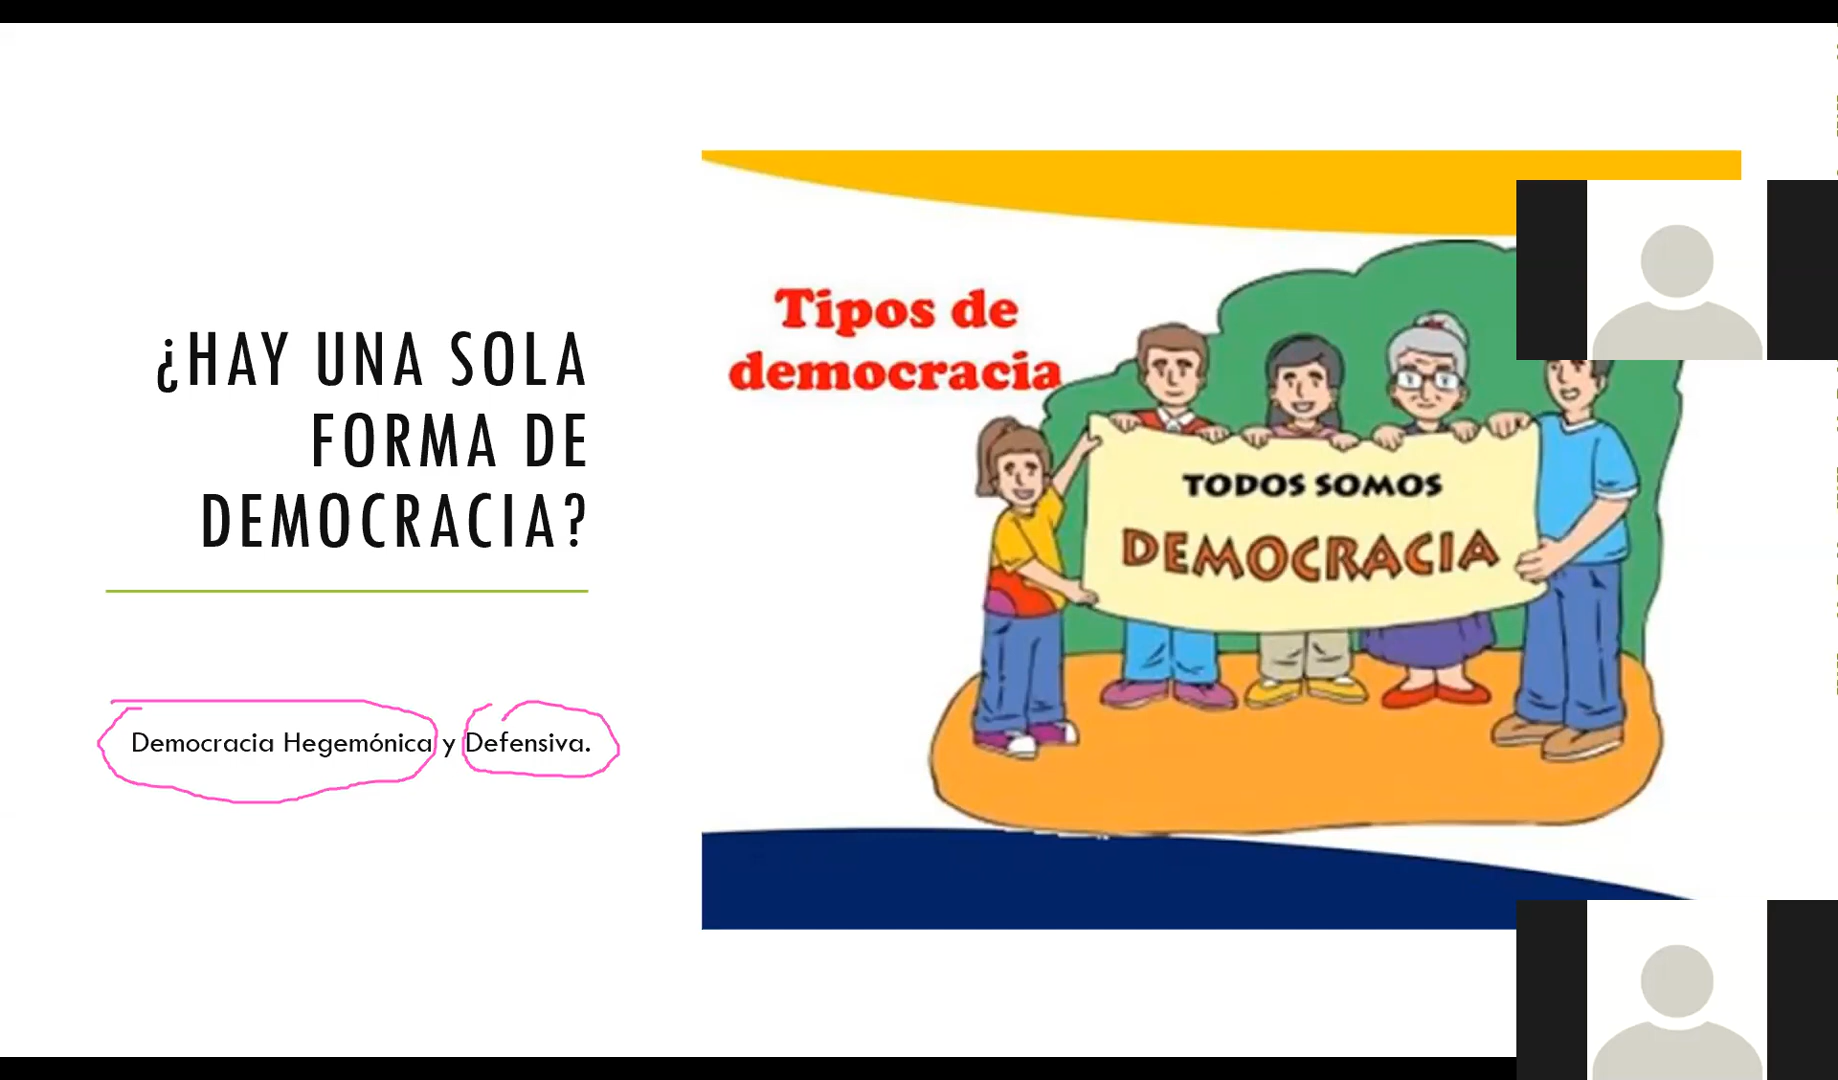 ¿HAY UNA SOLA
FORMA DE
DEMOCRACIA?
Democracia Hegemónica y Defensiva.
Tipos de
democracia
TODOS SOMOS
DEMOCRACIA